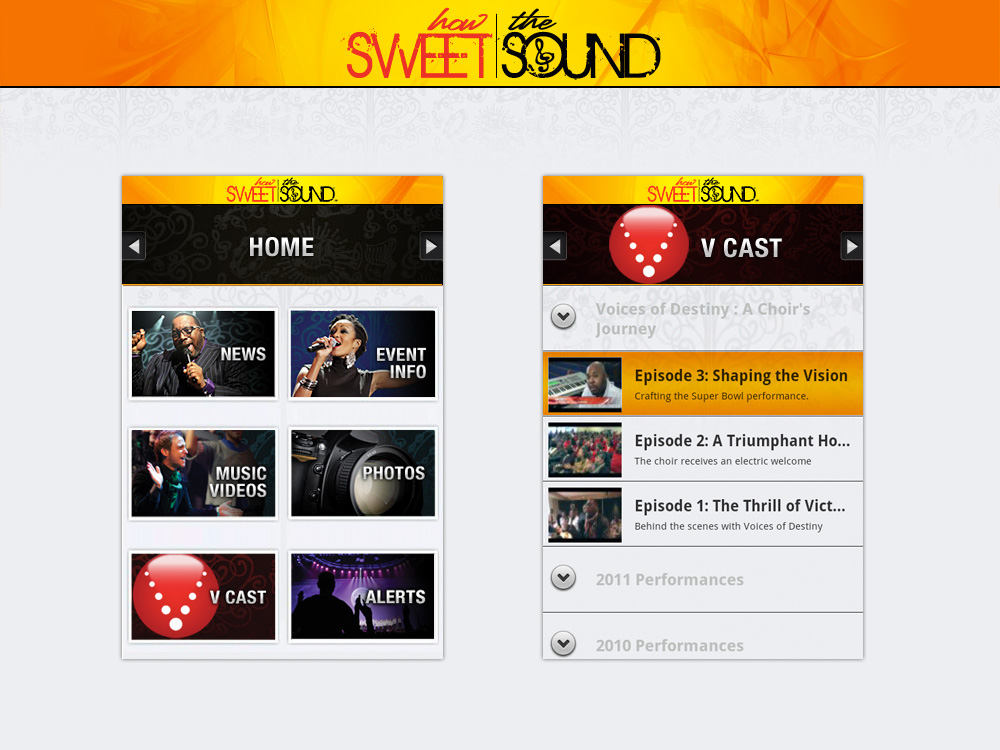 how the
SWEET SOUND
how the
SWEET SOUND
HOME
NEWS
EVENT
INFO
MUSIC
VIDEOS
PHOTOS
V CAST
ALERTS
how the
SWEET SOUND
V CAST
Voices of Destiny : A Choir's
Journey
Episode 3: Shaping the Vision
Crafting the Super Bowl performance.
Episode 2: A Triumphant Ho...
The choir receives an electric welcome
Episode 1: The Thrill of Vict...
Behind the scenes with Voices of Destiny
2011 Performances
2010 Performances